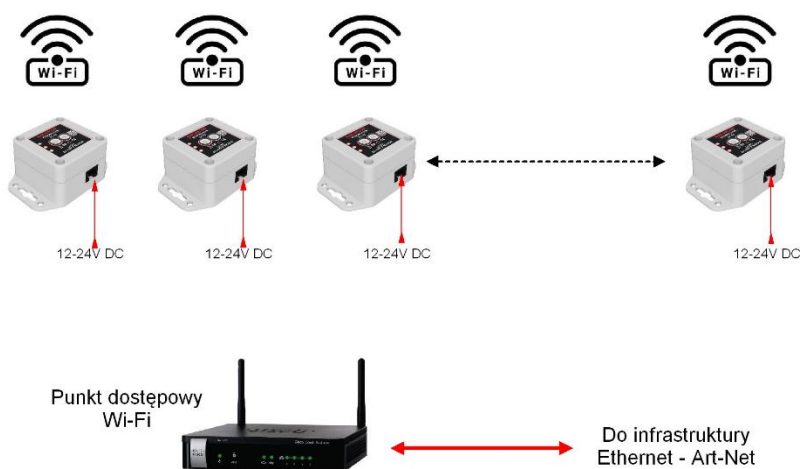 Wi-Fi
Wi-Fi
Wi-Fi
Wi-Fi
12-24V DC
12-24V DC
12-24V DC
12-24V DC
Punkt dostępowy
Wi-Fi
Do infrastruktury
Ethernet - Art-Net